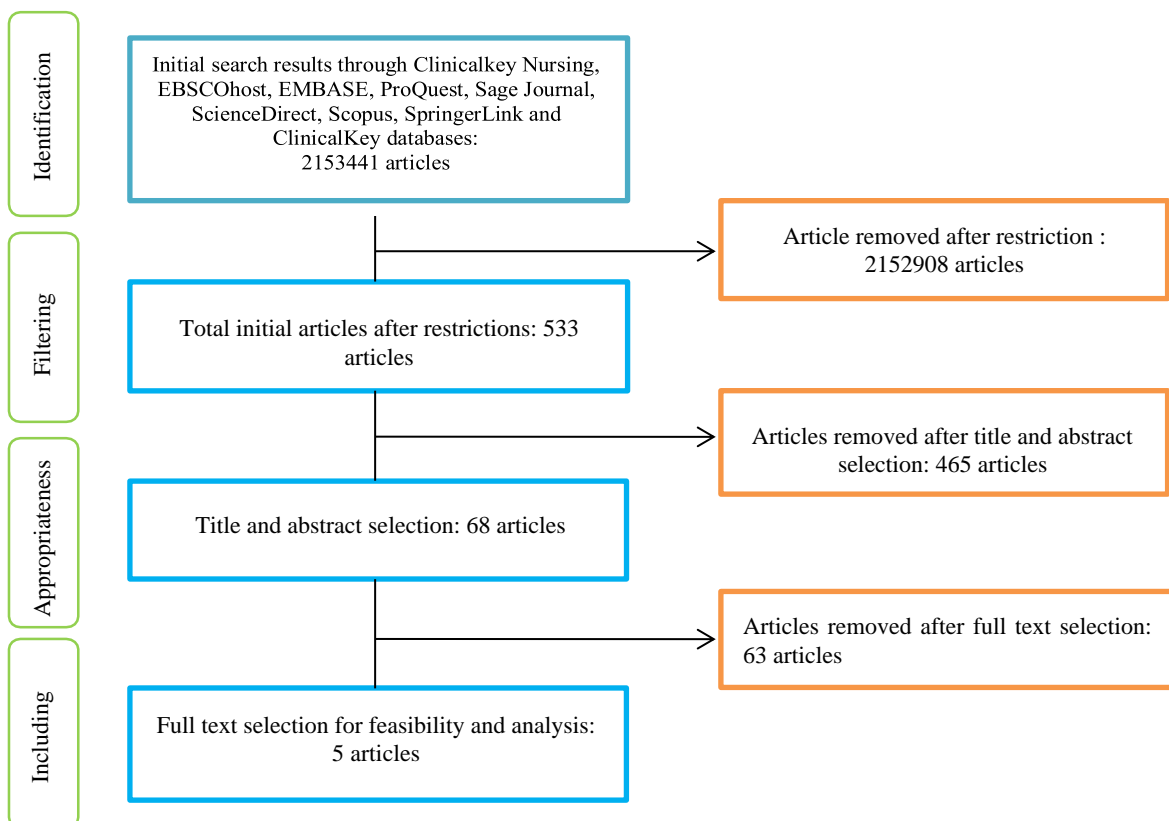 Identification
Initial search results through Clinicalkey Nursing,
EBSCOhost, EMBASE, ProQuest, Sage Journal,
ScienceDirect, Scopus, SpringerLink and
ClinicalKey databases:
2153441 articles
Article removed after restriction :
2152908 articles
Filtering
Total initial articles after restrictions: 533
articles
Articles removed after title and abstract
selection: 465 articles
Appropriateness
Title and abstract selection: 68 articles
Articles removed after full text selection:
63 articles
Including
Full text selection for feasibility and analysis:
5 articles